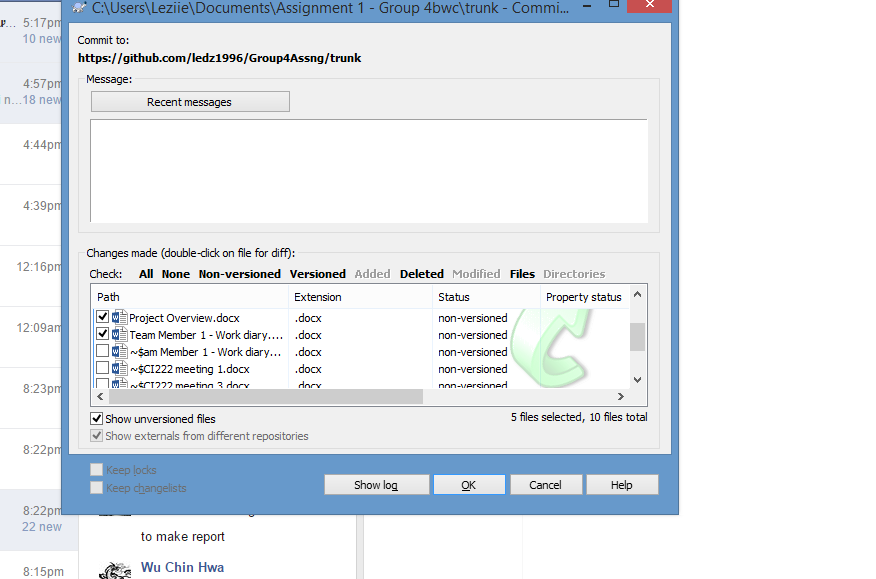 C:\Users\Leziie\Documents\Assignment 1 - Group 4bwc\trunk - Commi...
Commit to:
https://github.com/ledz1996/Group4Assng/trunk
Message:
Recent messages
Changes made (double-click on file for diff):
Check: All None Non-versioned Versioned Added Deleted Modified Files Directories
Path Extension Status Property status
Project Overview.docx .docx non-versioned
Team Member 1 - Work diary.... .docx non-versioned
~$am Member 1 - Work diary... .docx non-versioned
~$CI222 meeting 1.docx .docx non-versioned
~$CI222 meeting 3.docx .docx non-versioned
Show unversioned files
5 files selected, 10 files total
Show externals from different repositories
Keep locks
Keep changelists
Show log OK Cancel Help
5:17pm
10 new
4:57pm
n...18 new
4:44pm
4:39pm
12:16pm
12:09am
8:23pm
8:22pm
8:22pm
22 new
8:15pm
to make report
Wu Chin Hwa